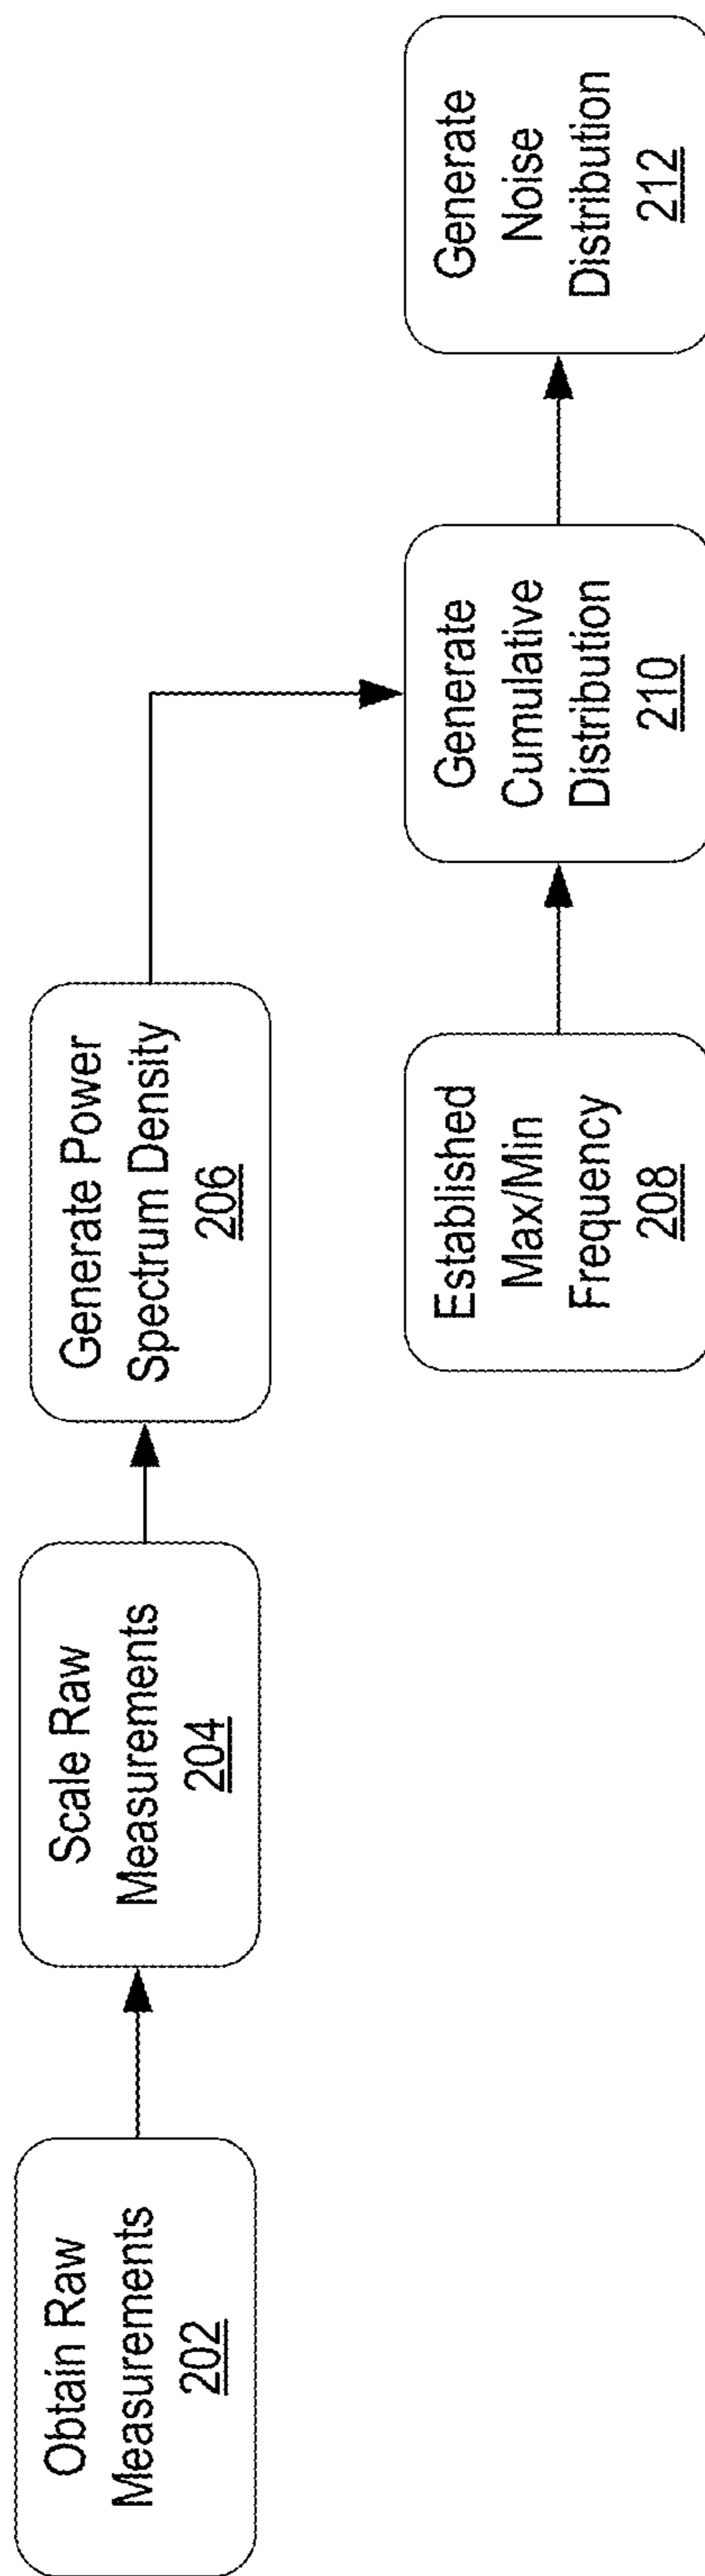 Obtain Raw
Measurements
202
Scale Raw
Measurements
204
Generate Power
Spectrum Density
206
Established
Max/Min
Frequency
208
Generate
Cumulative
Distribution
210
Generate
Noise
Distribution
212